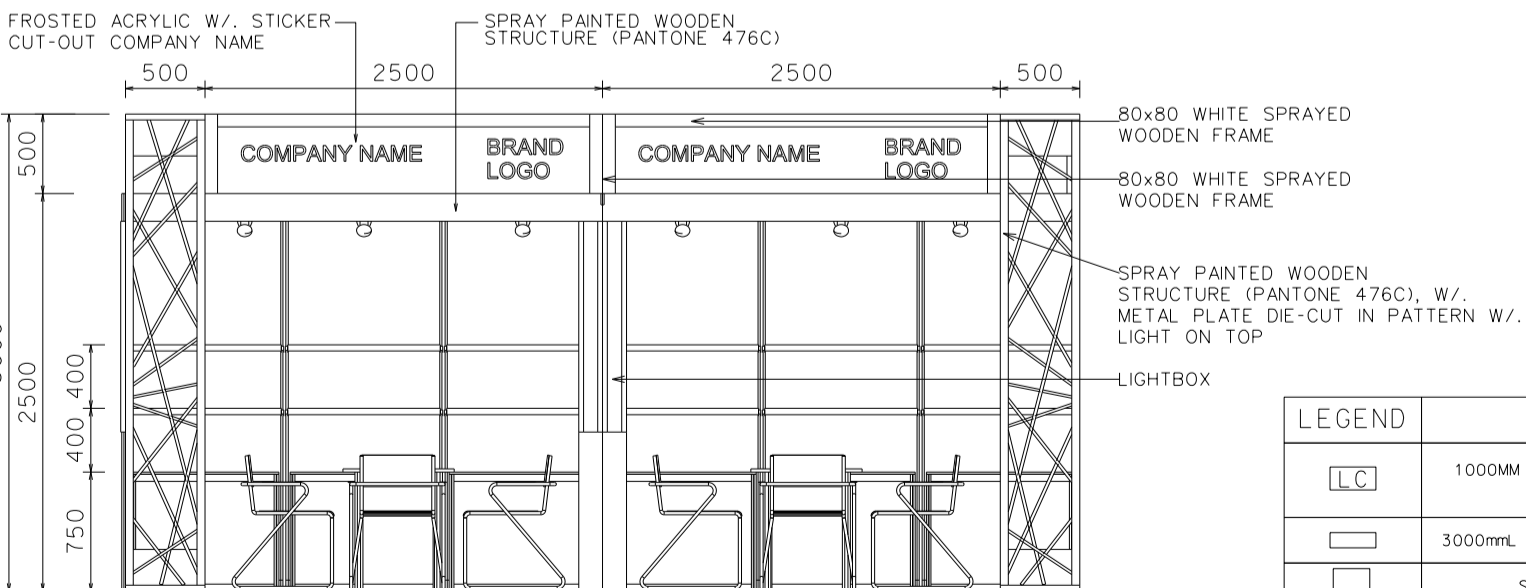 FROSTED ACRYLIC W/. STICKER
CUT-OUT COMPANY NAME
SPRAY PAINTED WOODEN
STRUCTURE (PANTONE 476C)
500
2500
2500
500
80x80 WHITE SPRAYED
WOODEN FRAME
500
COMPANY NAME
BRAND
LOGO
COMPANY NAME
BRAND
LOGO
80x80 WHITE SPRAYED
WOODEN FRAME
SPRAY PAINTED WOODEN
STRUCTURE (PANTONE 476C), W/.
METAL PLATE DIE-CUT IN PATTERN W/.
LIGHT ON TOP
2500
400
LIGHTBOX
400
750
LEGEND
LC
1000MM
3000mmL